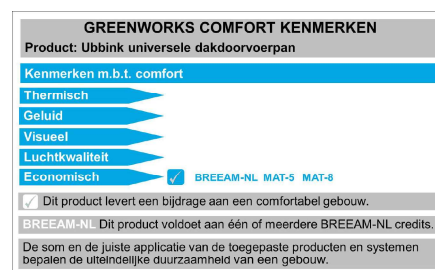 GREENWORKS COMFORT KENMERKEN
Product: Ubbink universele dakdoorvoerpan
Kenmerken m.b.t. comfort
Thermisch
Geluid
Visueel
Luchtkwaliteit
Economisch BREEAM-NL MAT-5 MAT-8
Dit product levert een bijdrage aan een comfortabel gebouw.
BREEAM-NL Dit product voldoet aan één of meerdere BREEAM-NL credits.
De som en de juiste applicatie van de toegepaste producten en systemen
bepalen de uiteindelijke duurzaamheid van een gebouw.